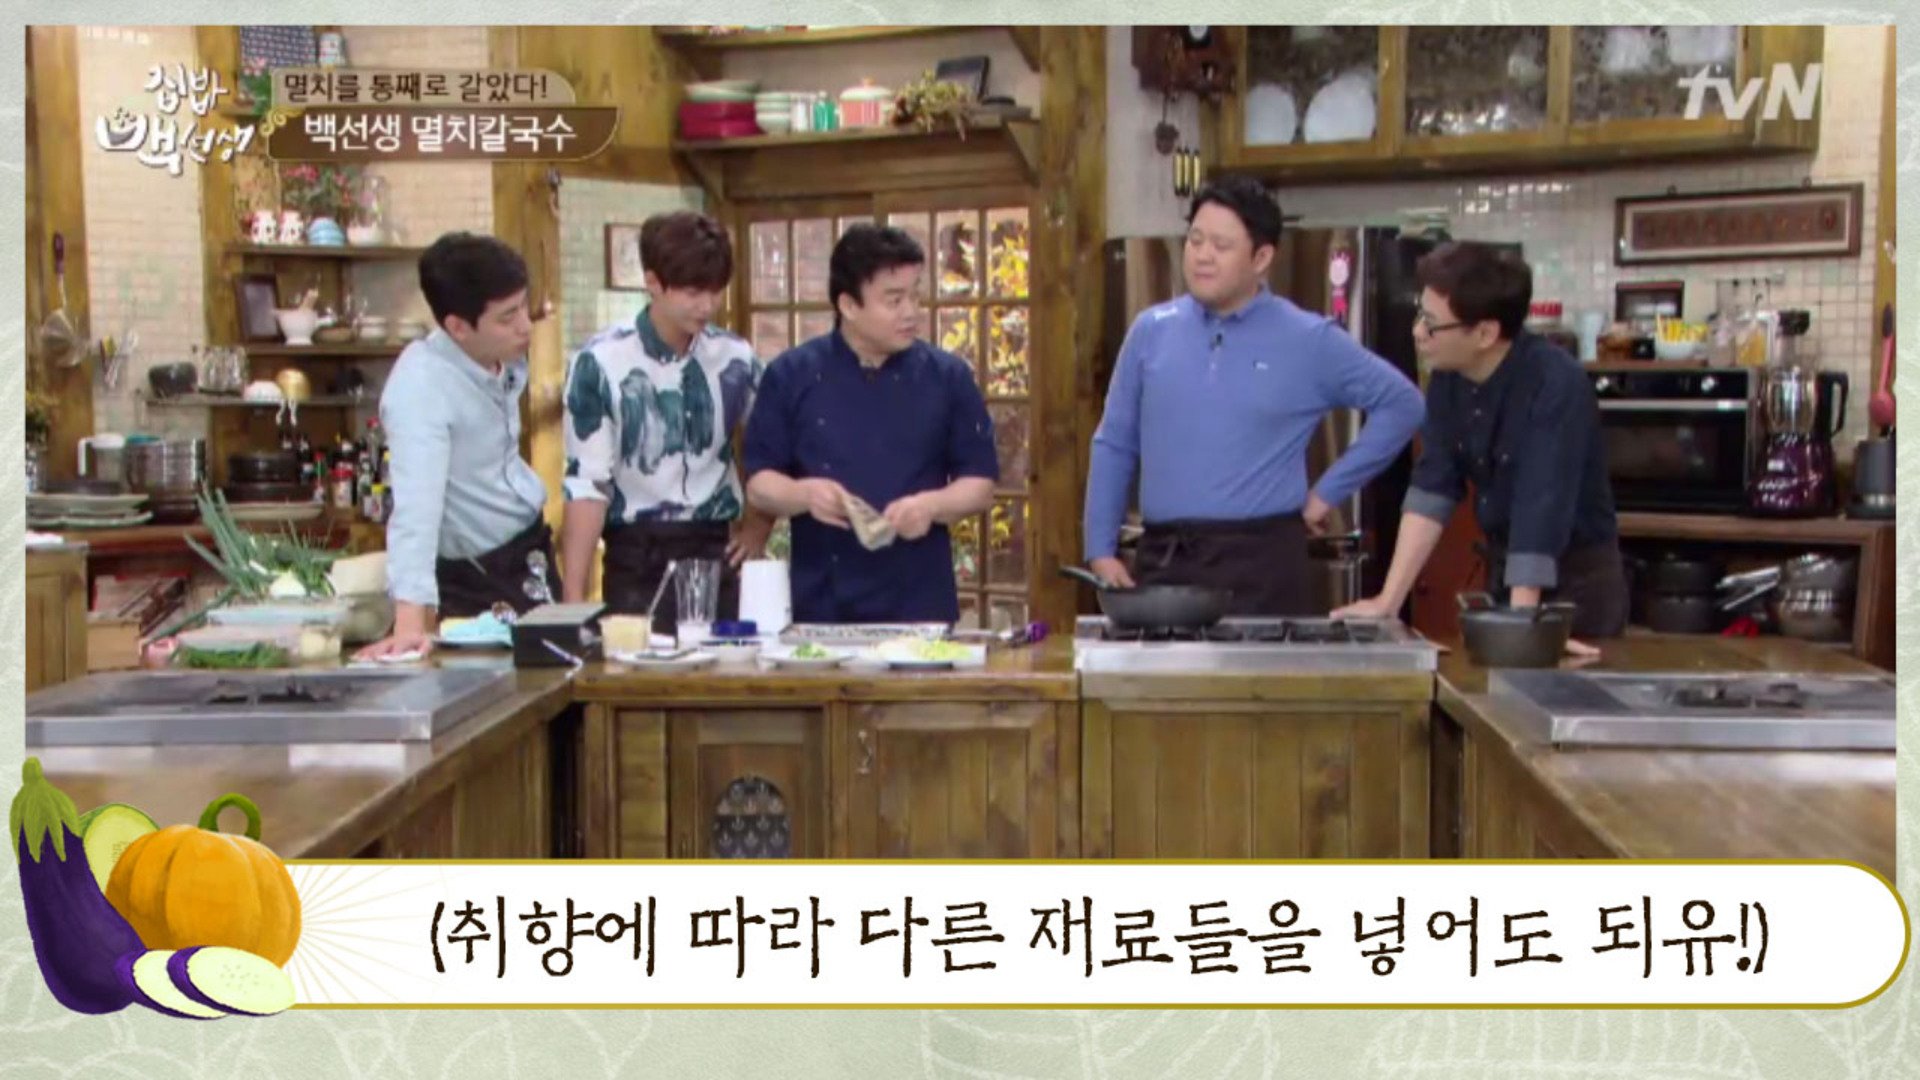 집밥
백선생
멸치를 통째로 갈았다!
백선생 멸치칼국수
tvN
(취향에 따라 다른 재료들을 넣어도 되유!)